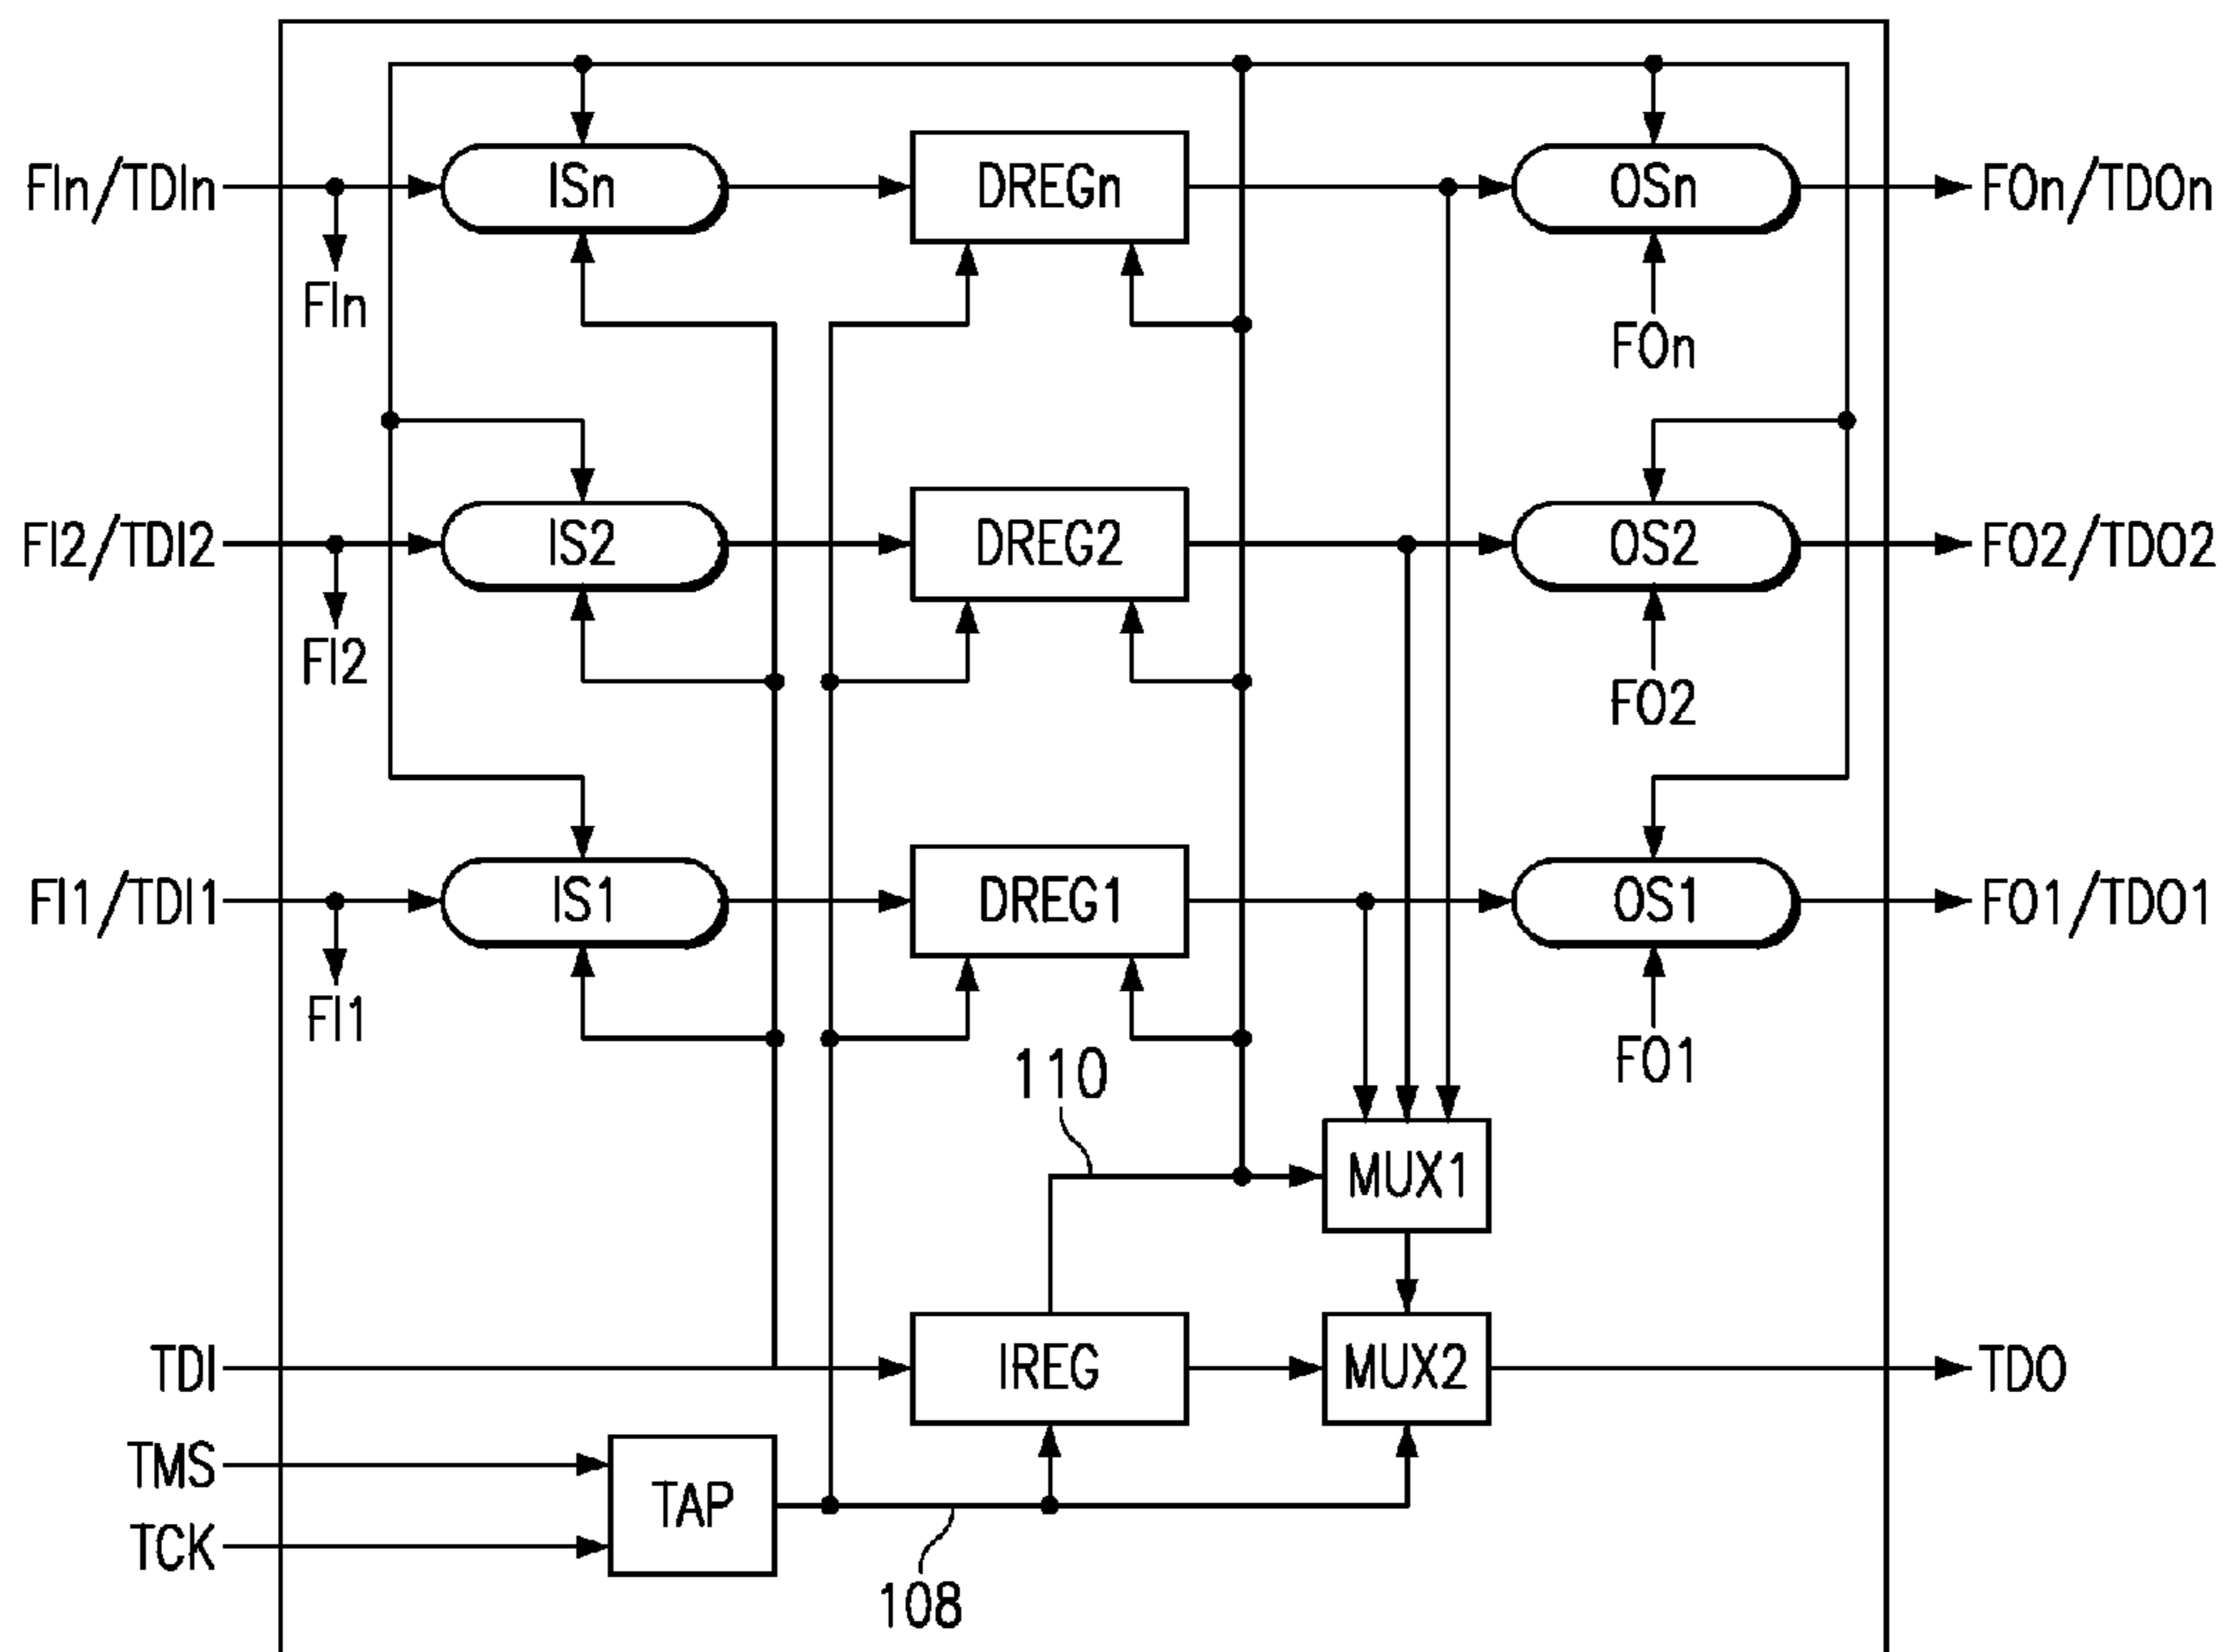 FIn/TDIn
ISn
DREGn
OSn
FOn/TDOn
FIn
FOn
FI2/TDI2
IS2
DREG2
OS2
FO2/TDO2
FI2
FO2
FI1/TDI1
IS1
DREG1
OS1
FO1/TDO1
FI1
110
FO1
MUX1
TDI
IREG
MUX2
TDO
TMS
TAP
TCK
108